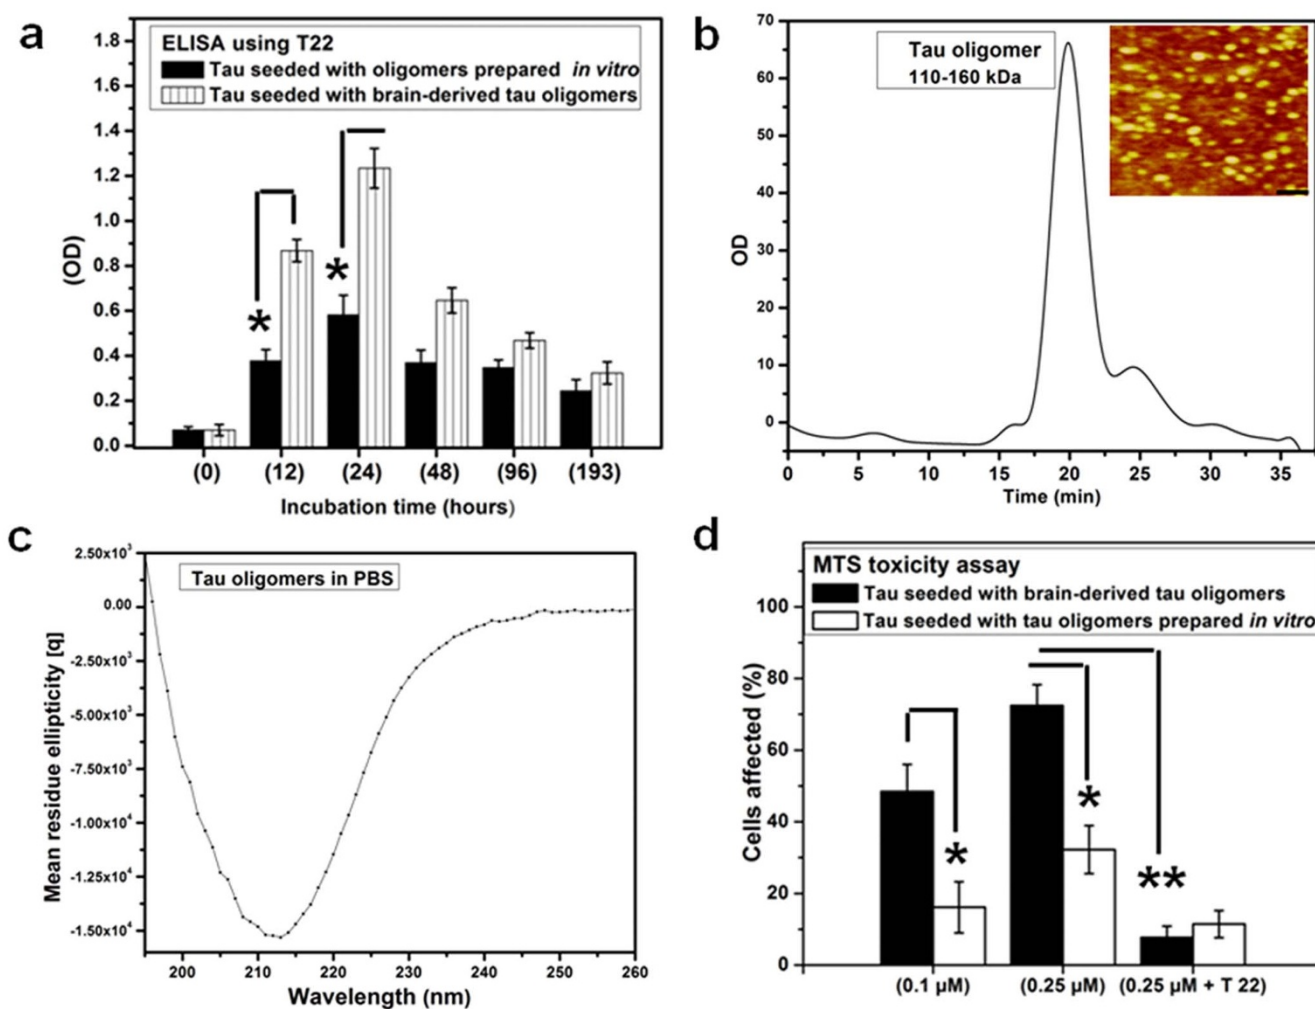 a
ELISA using T22
Tau seeded with oligomers prepared in vitro
Tau seeded with brain-derived tau oligomers
(OD)
1.8
1.6
1.4
1.2
1.0
0.8
0.6
0.4
0.2
0.0
*
*
(0) (12) (24) (48) (96) (193)
Incubation time (hours)
b
Tau oligomer
110-160 kDa
OD
70
60
50
40
30
20
10
0
0 5 10 15 20 25 30 35
Time (min)
c
Tau oligomers in PBS
Mean residue ellipticity [q]
2.50x10³
0.00
-2.50x10³
-5.00x10³
-7.50x10³
-1.00x10⁴
-1.25x10⁴
-1.50x10⁴
200 210 220 230 240 250 260
Wavelength (nm)
d
MTS toxicity assay
Tau seeded with brain-derived tau oligomers
Tau seeded with tau oligomers prepared in vitro
Cells affected (%)
100
80
60
40
20
0
*
*
**
(0.1 µM) (0.25 µM) (0.25 µM + T 22)